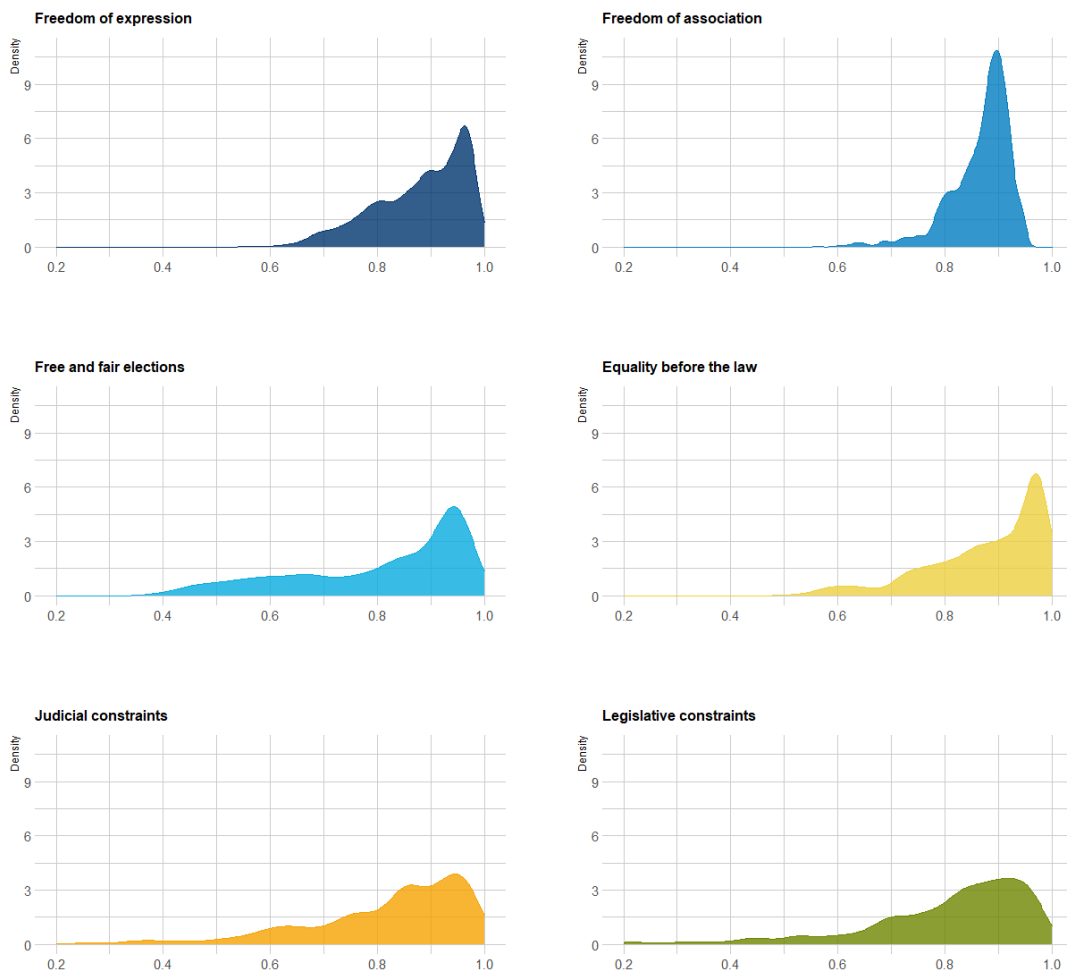 Freedom of expression
Density
9
6
3
0
0.2 0.4 0.6 0.8 1.0
Freedom of association
Density
9
6
3
0
0.2 0.4 0.6 0.8 1.0
Free and fair elections
Density
9
6
3
0
0.2 0.4 0.6 0.8 1.0
Equality before the law
Density
9
6
3
0
0.2 0.4 0.6 0.8 1.0
Judicial constraints
Density
9
6
3
0
0.2 0.4 0.6 0.8 1.0
Legislative constraints
Density
9
6
3
0
0.2 0.4 0.6 0.8 1.0